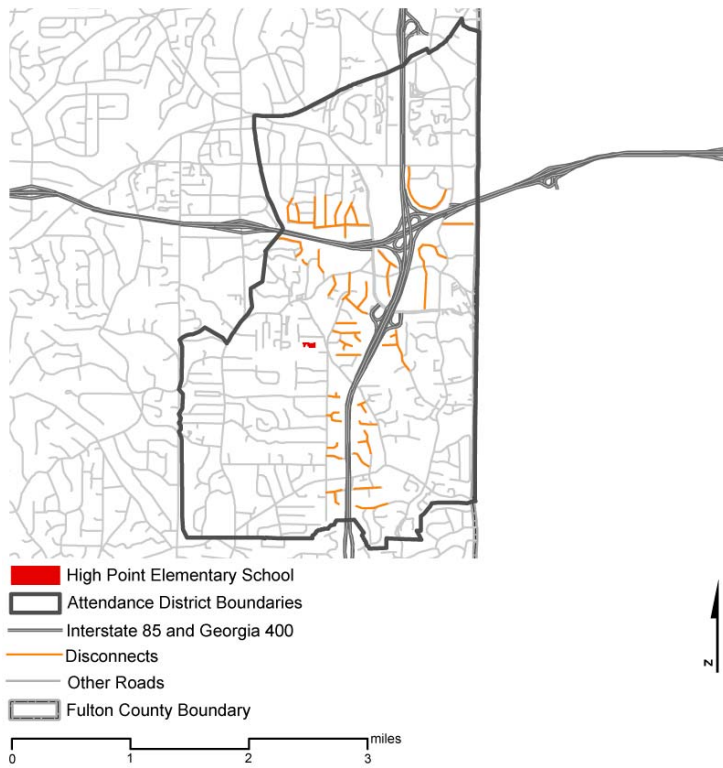 High Point Elementary School
Attendance District Boundaries
Interstate 85 and Georgia 400
Disconnects
Other Roads
Fulton County Boundary
miles
0 1 2 3
N